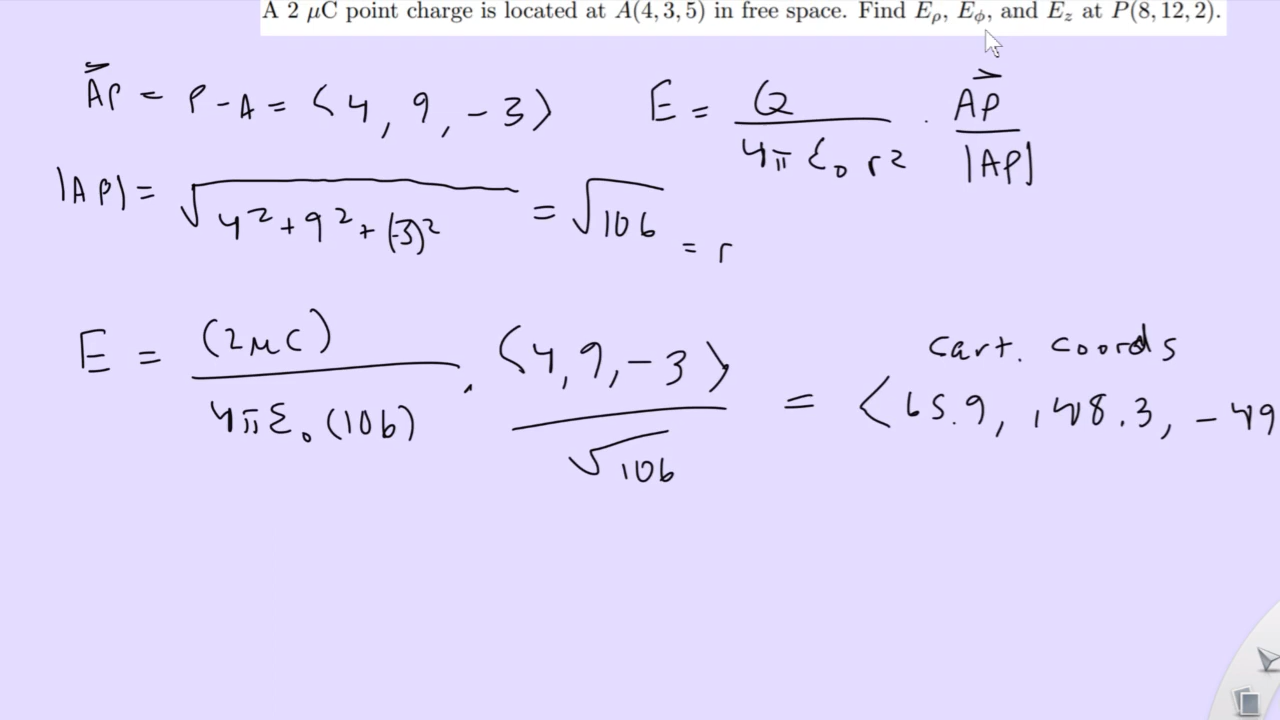 A 2 μC point charge is located at A(4, 3, 5) in free space. Find Eρ, Eϕ, and Ez at P(8, 12, 2).
AP = P - A = ⟨4, 9, -3⟩ E = Q / 4π ε₀ r² · AP / |AP|
|AP| = √4² + 9² + (-3)² = √106 = r
cart. coords
E = (2μC) / 4π ε₀ (106) · ⟨4, 9, -3⟩ / √106 = ⟨65.9, 148.3, -49